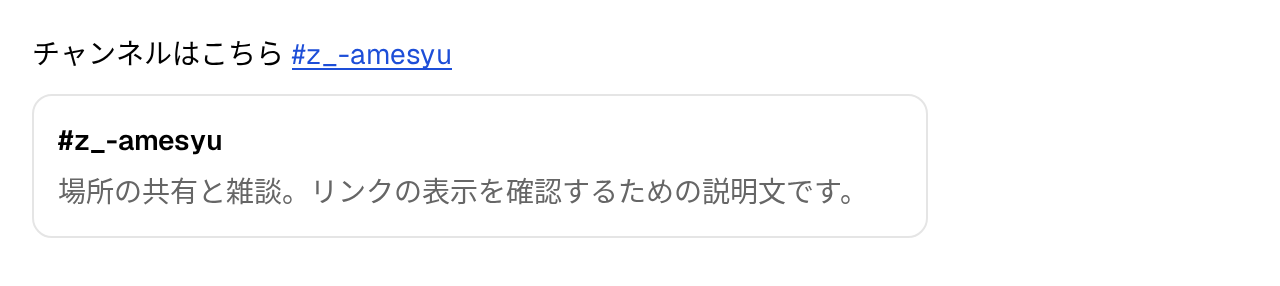 チャンネルはこちら #z_-amesyu
#z_-amesyu
場所の共有と雑談。リンクの表示を確認するための説明文です。